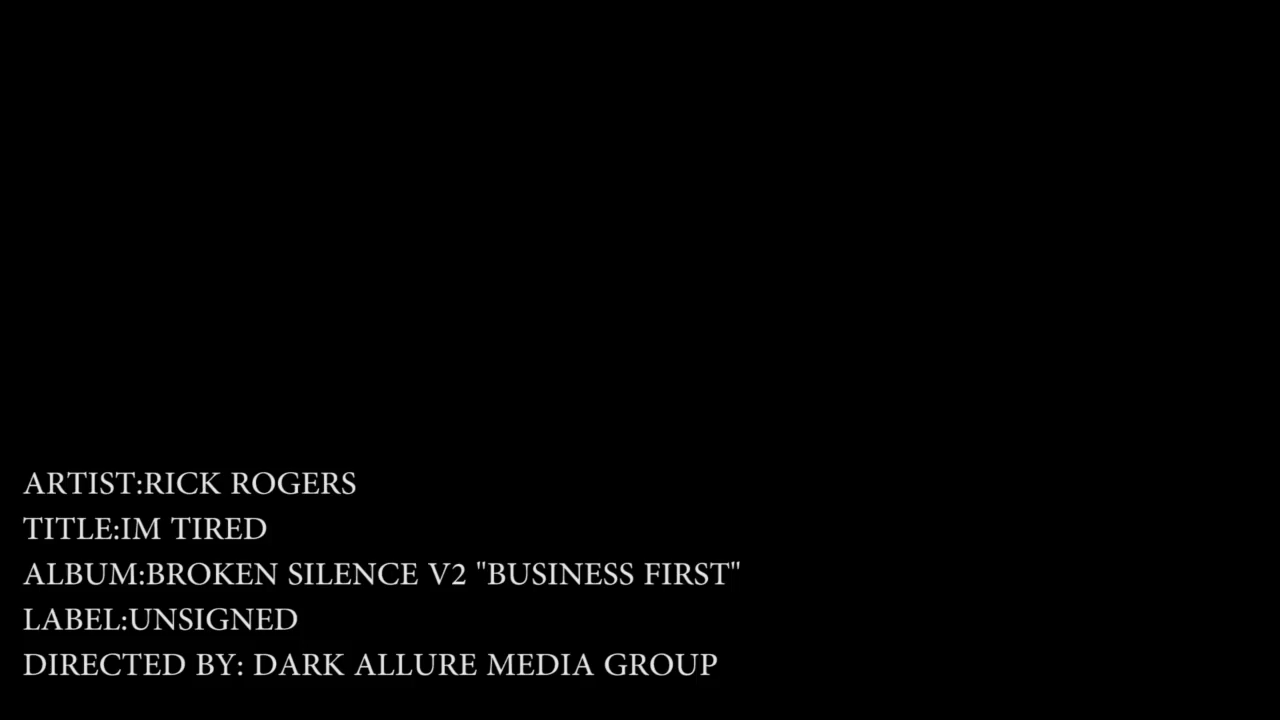 ARTIST:RICK ROGERS
TITLE:IM TIRED
ALBUM:BROKEN SILENCE V2 "BUSINESS FIRST"
LABEL:UNSIGNED
DIRECTED BY: DARK ALLURE MEDIA GROUP